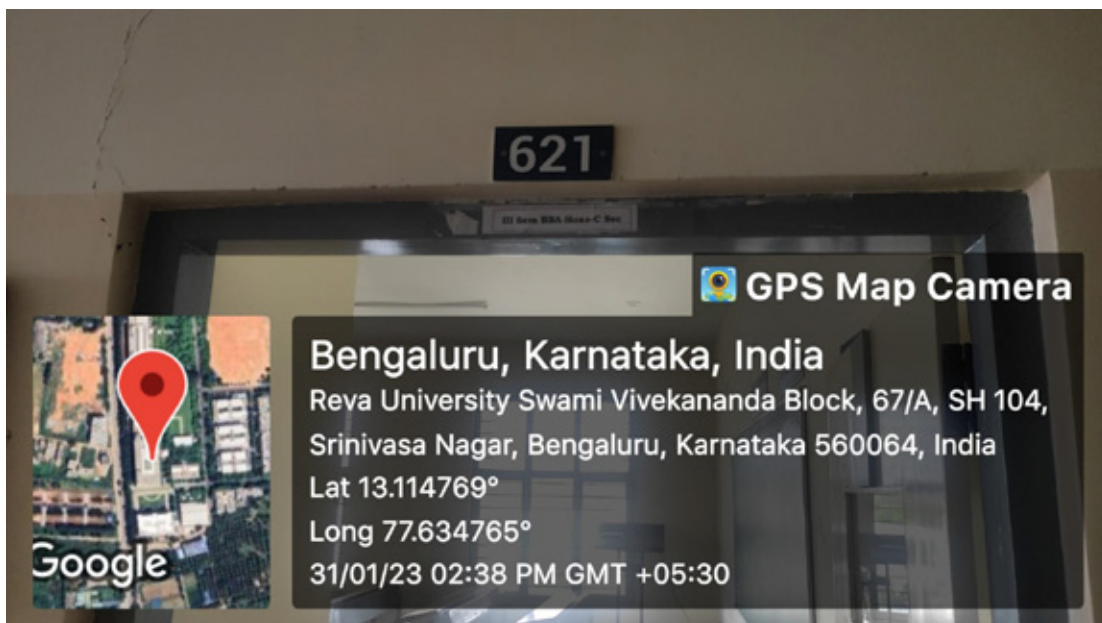 621
III Sem BBA-Hons-C Sec
GPS Map Camera
Bengaluru, Karnataka, India
Reva University Swami Vivekananda Block, 67/A, SH 104,
Srinivasa Nagar, Bengaluru, Karnataka 560064, India
Lat 13.114769°
Long 77.634765°
31/01/23 02:38 PM GMT +05:30
Google